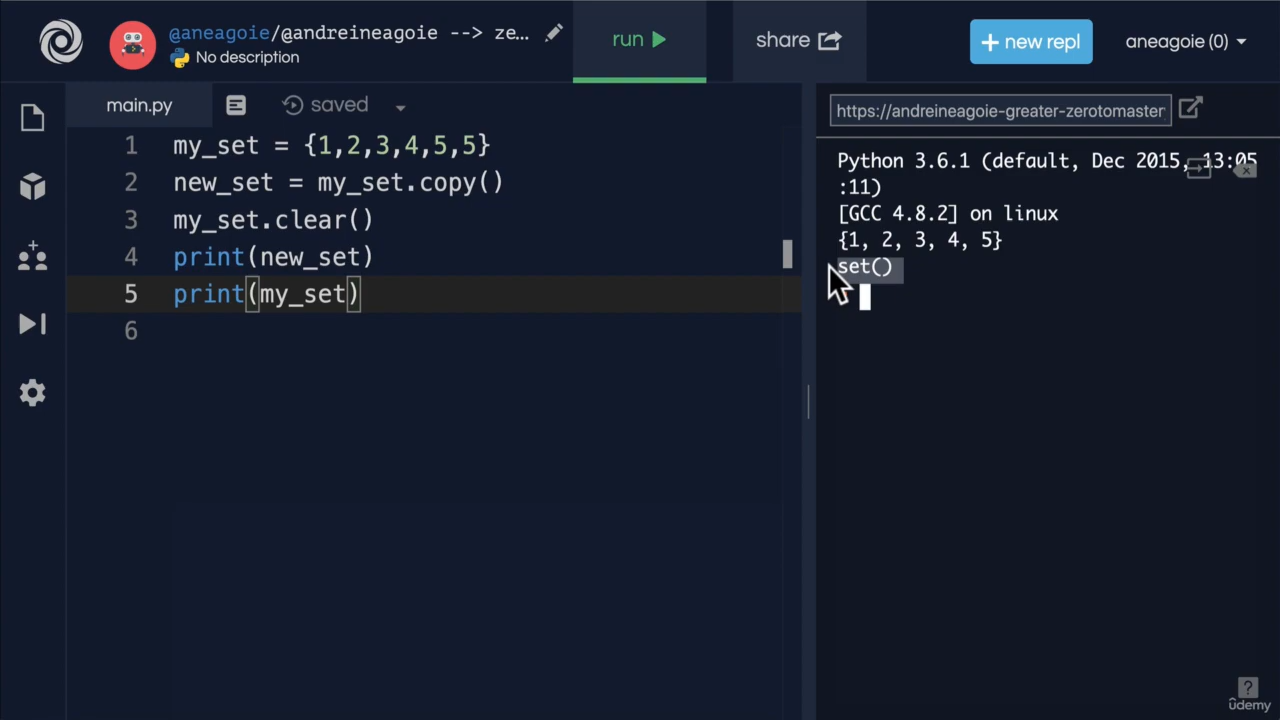 @aneagoie/@andreineagoie --> ze...
No description
run
share
+ new repl
aneagoie (0)
main.py
saved
1 my_set = {1,2,3,4,5,5}
2 new_set = my_set.copy()
3 my_set.clear()
4 print(new_set)
5 print(my_set)
6
https://andreineagoie-greater-zerotomaster
Python 3.6.1 (default, Dec 2015, 13:05
:11)
[GCC 4.8.2] on linux
{1, 2, 3, 4, 5}
set()
?
ûdemy